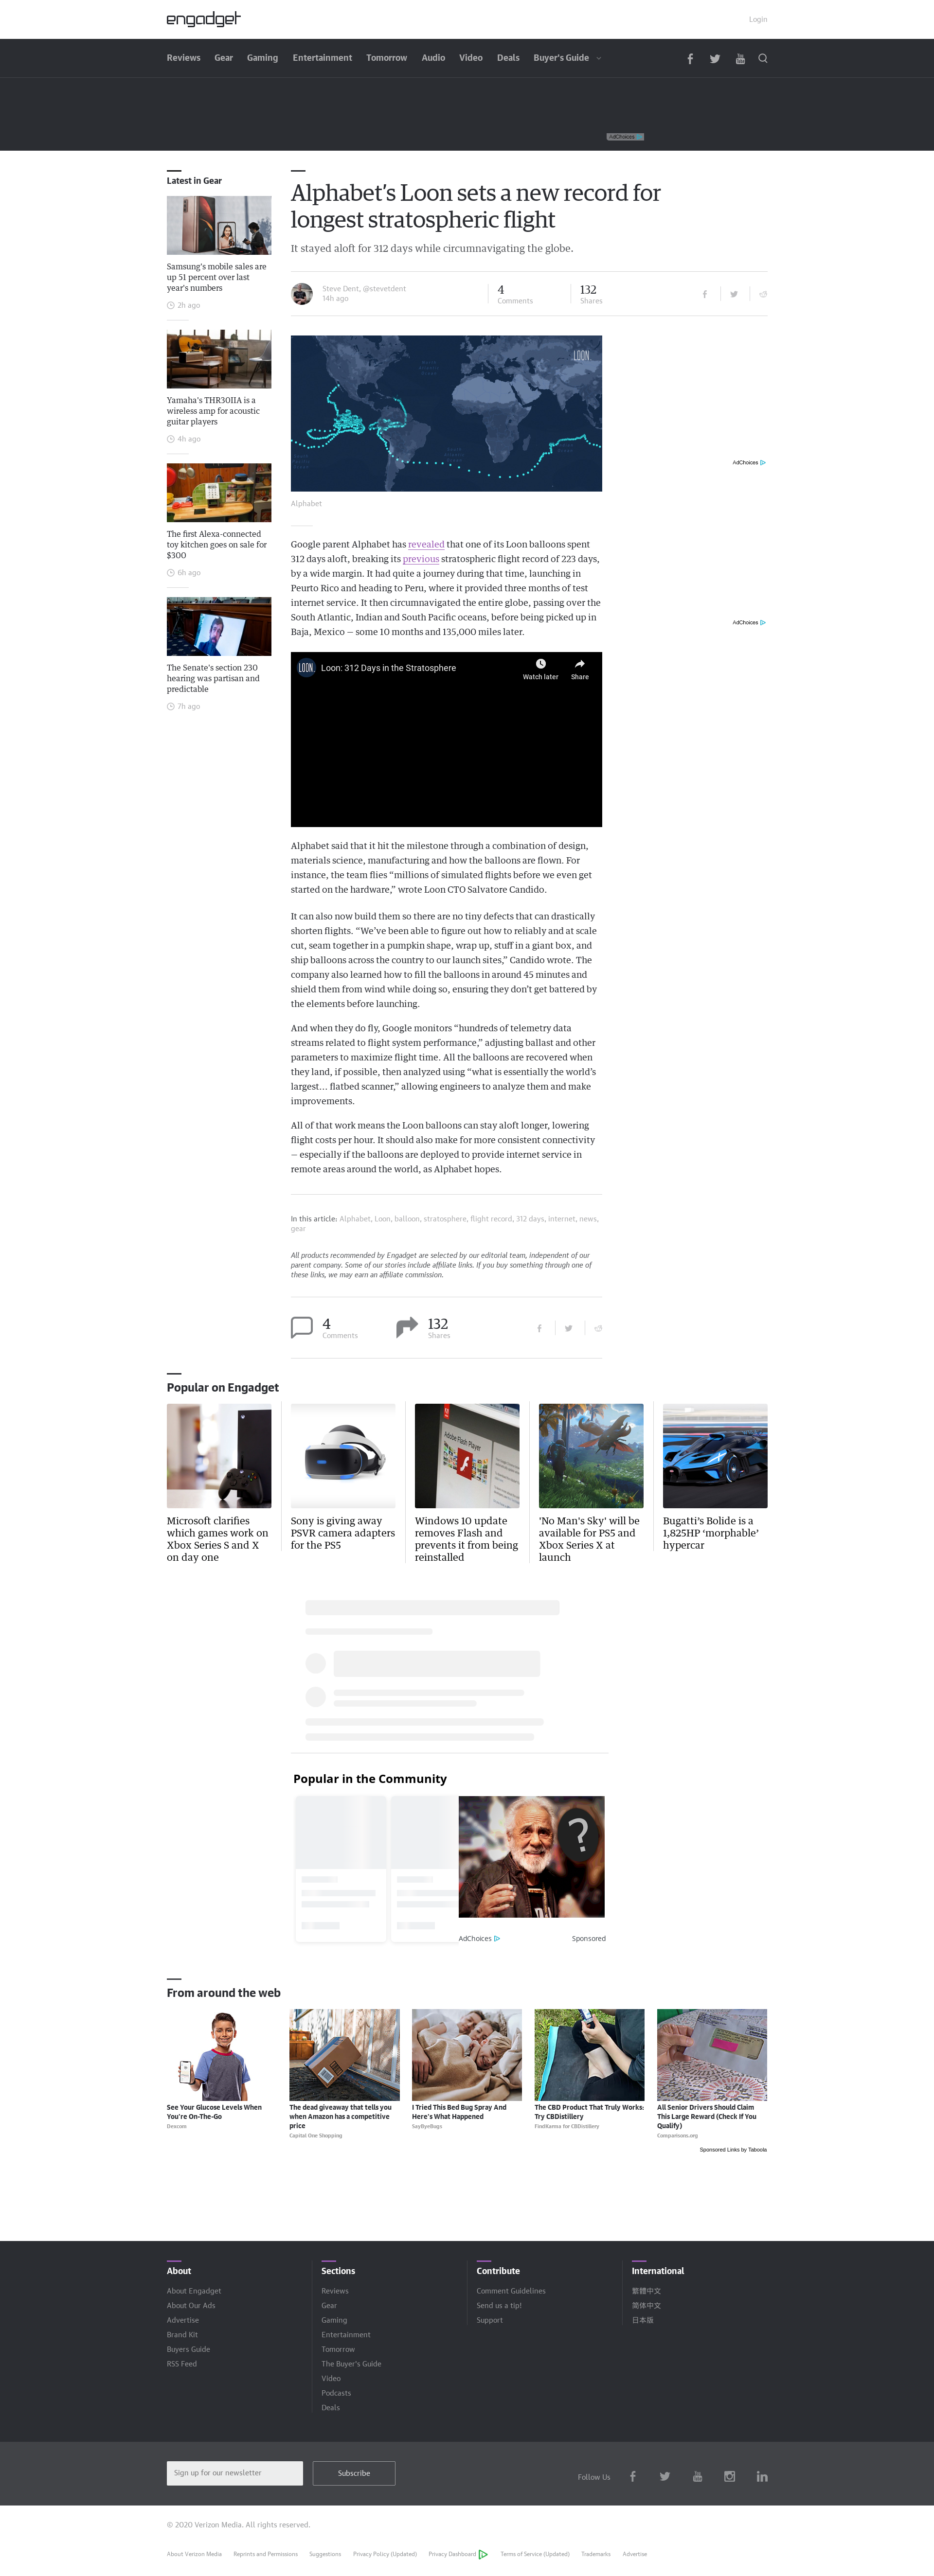 engadget
Login
Reviews Gear Gaming Entertainment Tomorrow Audio Video Deals Buyer's Guide
AdChoices
Latest in Gear
Samsung's mobile sales are
up 51 percent over last
year's numbers
2h ago
Yamaha's THR30IIA is a
wireless amp for acoustic
guitar players
4h ago
The first Alexa-connected
toy kitchen goes on sale for
$300
6h ago
The Senate's section 230
hearing was partisan and
predictable
7h ago
Alphabet's Loon sets a new record for
longest stratospheric flight
It stayed aloft for 312 days while circumnavigating the globe.
Steve Dent, @stevetdent
14h ago
4
Comments
132
Shares
LOON
Alphabet
AdChoices
AdChoices
Google parent Alphabet has revealed that one of its Loon balloons spent
312 days aloft, breaking its previous stratospheric flight record of 223 days,
by a wide margin. It had quite a journey during that time, launching in
Peurto Rico and heading to Peru, where it provided three months of test
internet service. It then circumnavigated the entire globe, passing over the
South Atlantic, Indian and South Pacific oceans, before being picked up in
Baja, Mexico — some 10 months and 135,000 miles later.
LOON.
Loon: 312 Days in the Stratosphere
Watch later
Share
Alphabet said that it hit the milestone through a combination of design,
materials science, manufacturing and how the balloons are flown. For
instance, the team flies “millions of simulated flights before we even get
started on the hardware,” wrote Loon CTO Salvatore Candido.
It can also now build them so there are no tiny defects that can drastically
shorten flights. “We’ve been able to figure out how to reliably and at scale
cut, seam together in a pumpkin shape, wrap up, stuff in a giant box, and
ship balloons across the country to our launch sites,” Candido wrote. The
company also learned how to fill the balloons in around 45 minutes and
shield them from wind while doing so, ensuring they don’t get battered by
the elements before launching.
And when they do fly, Google monitors “hundreds of telemetry data
streams related to flight system performance,” adjusting ballast and other
parameters to maximize flight time. All the balloons are recovered when
they land, if possible, then analyzed using “what is essentially the world’s
largest... flatbed scanner,” allowing engineers to analyze them and make
improvements.
All of that work means the Loon balloons can stay aloft longer, lowering
flight costs per hour. It should also make for more consistent connectivity
— especially if the balloons are deployed to provide internet service in
remote areas around the world, as Alphabet hopes.
In this article: Alphabet, Loon, balloon, stratosphere, flight record, 312 days, internet, news,
gear
All products recommended by Engadget are selected by our editorial team, independent of our
parent company. Some of our stories include affiliate links. If you buy something through one of
these links, we may earn an affiliate commission.
4
Comments
132
Shares
Popular on Engadget
Adobe Flash Player
Microsoft clarifies
which games work on
Xbox Series S and X
on day one
Sony is giving away
PSVR camera adapters
for the PS5
Windows 10 update
removes Flash and
prevents it from being
reinstalled
'No Man's Sky' will be
available for PS5 and
Xbox Series X at
launch
Bugatti’s Bolide is a
1,825HP ‘morphable’
hypercar
Popular in the Community
?
AdChoices
Sponsored
From around the web
See Your Glucose Levels When
You're On-The-Go
Dexcom
The dead giveaway that tells you
when Amazon has a competitive
price
Capital One Shopping
I Tried This Bed Bug Spray And
Here's What Happened
SayByeBugs
The CBD Product That Truly Works:
Try CBDistillery
FindKanna for CBDistillery
All Senior Drivers Should Claim
This Large Reward (Check If You
Qualify)
Comparisons.org
Sponsored Links by Taboola
About
About Engadget
About Our Ads
Advertise
Brand Kit
Buyers Guide
RSS Feed
Sections
Reviews
Gear
Gaming
Entertainment
Tomorrow
The Buyer's Guide
Video
Podcasts
Deals
Contribute
Comment Guidelines
Send us a tip!
Support
International
繁體中文
简体中文
日本版
Sign up for our newsletter
Subscribe
Follow Us
© 2020 Verizon Media. All rights reserved.
About Verizon Media Reprints and Permissions Suggestions Privacy Policy (Updated) Privacy Dashboard Terms of Service (Updated) Trademarks Advertise